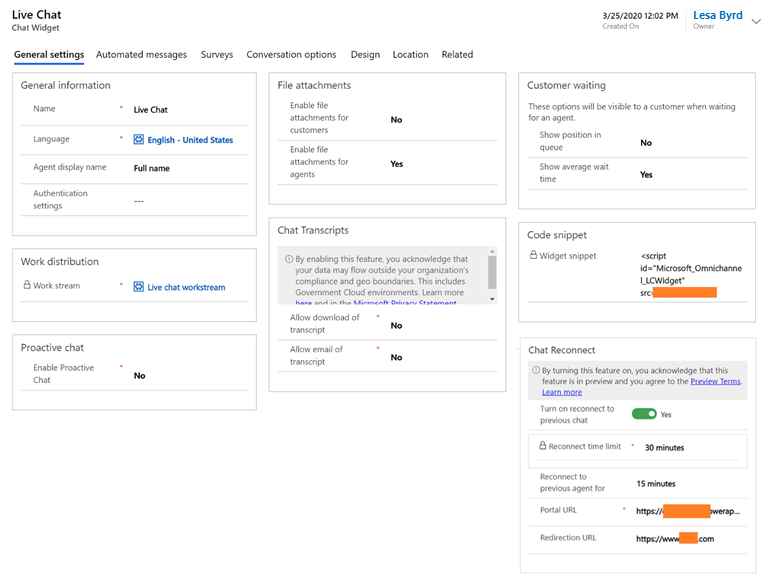 Live Chat
Chat Widget
3/25/2020 12:02 PM
Created On
Lesa Byrd
Owner
General settings Automated messages Surveys Conversation options Design Location Related
General information
Name * Live Chat
Language * English - United States
Agent display name Full name
Authentication
settings
---
Work distribution
Work stream * Live chat workstream
Proactive chat
Enable Proactive
Chat
* No
File attachments
Enable file
attachments for
customers
No
Enable file
attachments for
agents
Yes
Chat Transcripts
By enabling this feature, you acknowledge that
your data may flow outside your organization's
compliance and geo boundaries. This includes
Government Cloud environments. Learn more
here and in the Microsoft Privacy Statement
Allow download of
transcript
* No
Allow email of
transcript
* No
Customer waiting
These options will be visible to a customer when waiting
for an agent.
Show position in
queue
No
Show average wait
time
Yes
Code snippet
Widget snippet
<script
id="Microsoft_Omnichanne
l_LCWidget"
src=
Chat Reconnect
By turning this feature on, you acknowledge that this
feature is in preview and you agree to the Preview Terms.
Learn more
Turn on reconnect to
previous chat
Yes
Reconnect time limit * 30 minutes
Reconnect to
previous agent for
15 minutes
Portal URL * https:// owerap...
Redirection URL https://www .com